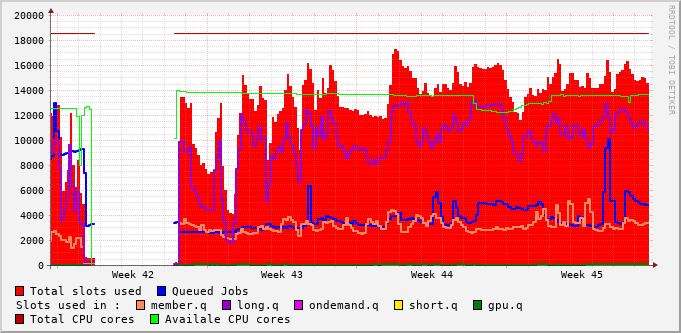 20000
18000
16000
14000
12000
10000
8000
6000
4000
2000
0
Week 42 Week 43 Week 44 Week 45
Total slots used Queued Jobs
Slots used in : member.q long.q ondemand.q short.q gpu.q
Total CPU cores Availale CPU cores
RRDTOOL / TOBI OETIKER